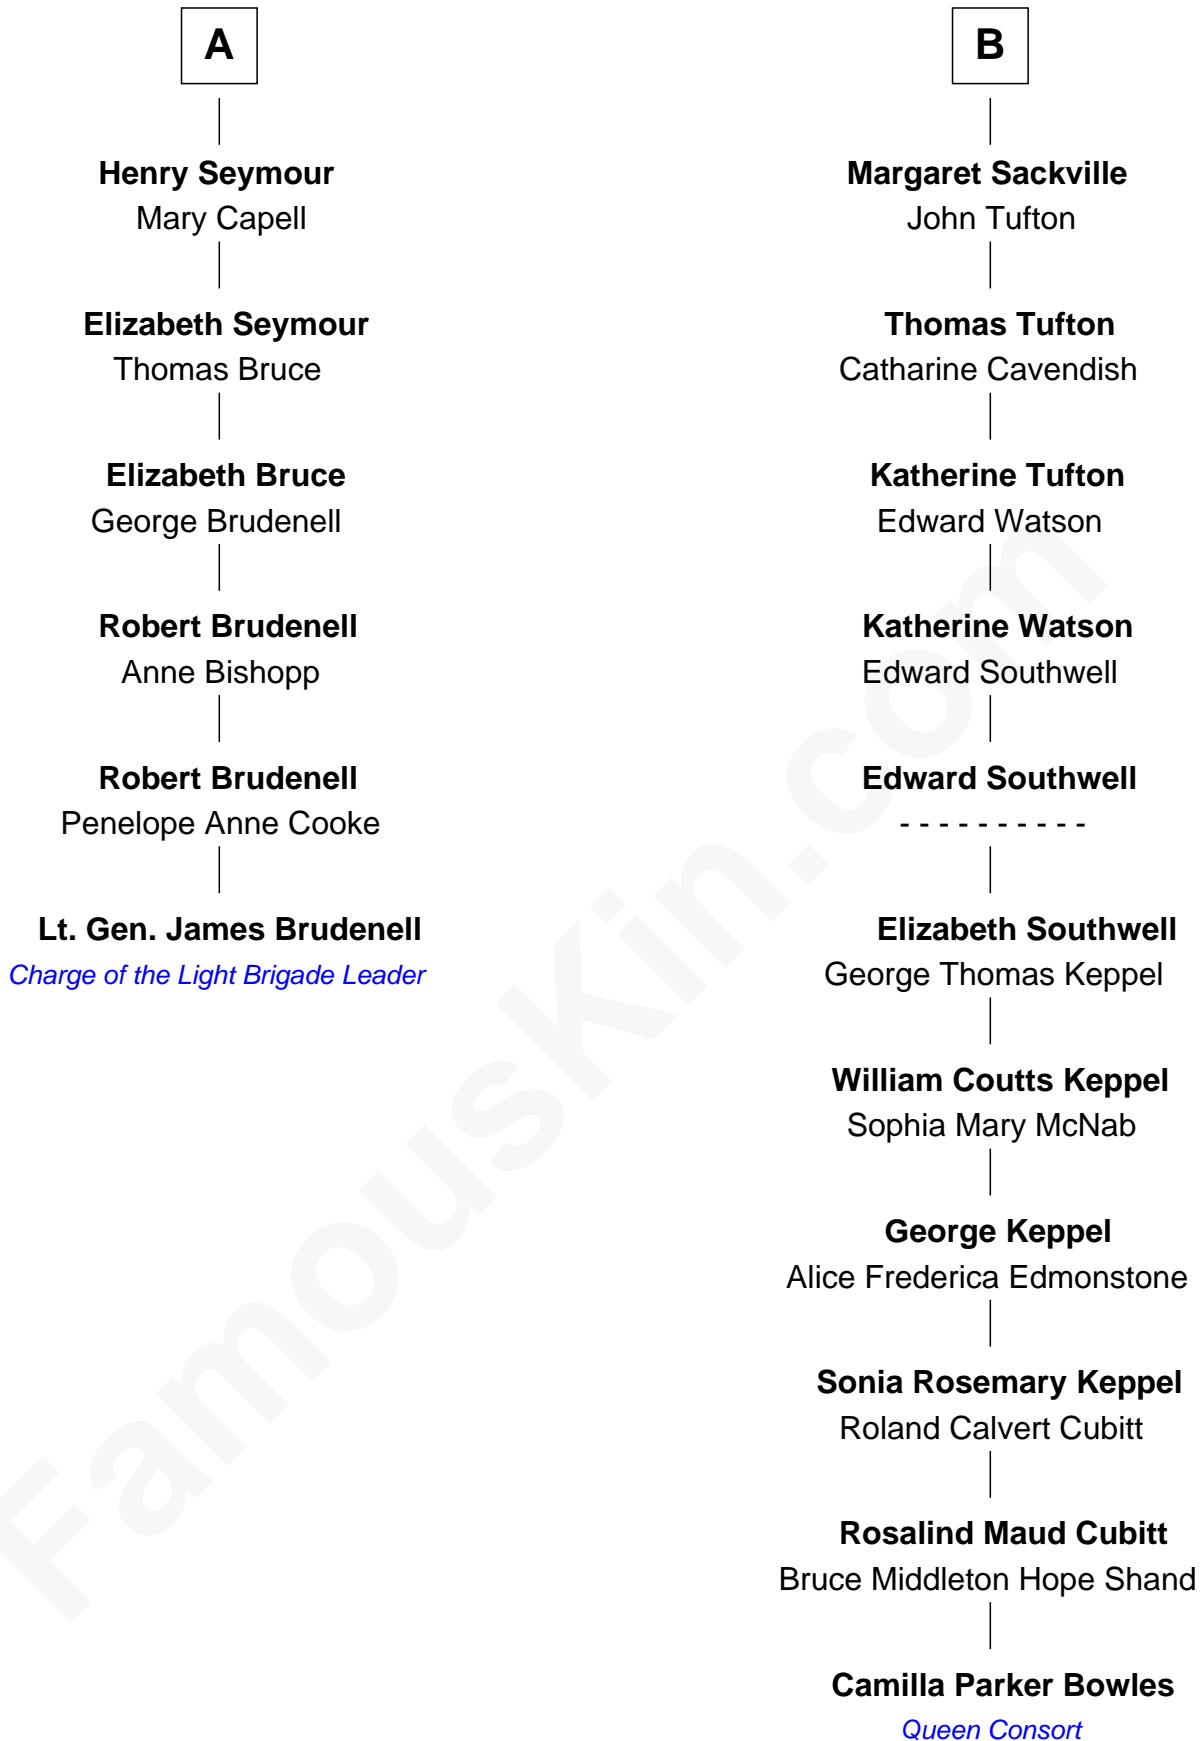 A
Henry Seymour
Mary Capell
Elizabeth Seymour
Thomas Bruce
Elizabeth Bruce
George Brudenell
Robert Brudenell
Anne Bishopp
Robert Brudenell
Penelope Anne Cooke
Lt. Gen. James Brudenell
Charge of the Light Brigade Leader
B
Margaret Sackville
John Tufton
Thomas Tufton
Catharine Cavendish
Katherine Tufton
Edward Watson
Katherine Watson
Edward Southwell
Edward Southwell
- - - - - - - - - -
Elizabeth Southwell
George Thomas Keppel
William Coutts Keppel
Sophia Mary McNab
George Keppel
Alice Frederica Edmonstone
Sonia Rosemary Keppel
Roland Calvert Cubitt
Rosalind Maud Cubitt
Bruce Middleton Hope Shand
Camilla Parker Bowles
Queen Consort
FamousKin.com